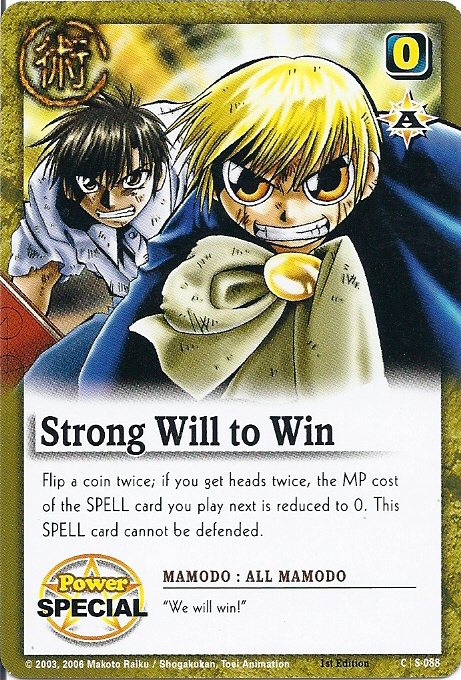 術
0
A
Strong Will to Win
Flip a coin twice; if you get heads twice, the MP cost
of the SPELL card you play next is reduced to 0. This
SPELL card cannot be defended.
Power
SPECIAL
MAMODO : ALL MAMODO
"We will win!"
© 2003, 2006 Makoto Raiku / Shogakukan, Toei Animation
1st Edition
C | S-088